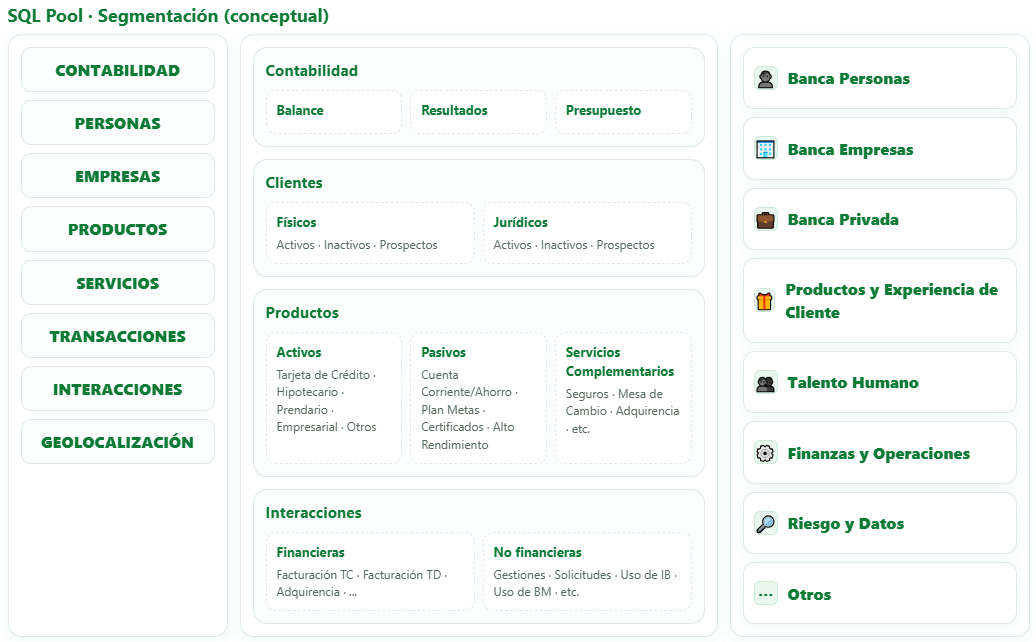 SQL Pool · Segmentación (conceptual)
CONTABILIDAD
PERSONAS
EMPRESAS
PRODUCTOS
SERVICIOS
TRANSACCIONES
INTERACCIONES
GEOLOCALIZACIÓN
Contabilidad
Balance
Resultados
Presupuesto
Clientes
Físicos
Activos · Inactivos · Prospectos
Jurídicos
Activos · Inactivos · Prospectos
Productos
Activos
Tarjeta de Crédito ·
Hipotecario ·
Prendario ·
Empresarial · Otros
Pasivos
Cuenta
Corriente/Ahorro ·
Plan Metas ·
Certificados · Alto
Rendimiento
Servicios
Complementarios
Seguros · Mesa de
Cambio · Adquirencia
· etc.
Interacciones
Financieras
Facturación TC · Facturación TD ·
Adquirencia · ...
No financieras
Gestiones · Solicitudes · Uso de IB ·
Uso de BM · etc.
Banca Personas
Banca Empresas
Banca Privada
Productos y Experiencia de
Cliente
Talento Humano
Finanzas y Operaciones
Riesgo y Datos
Otros